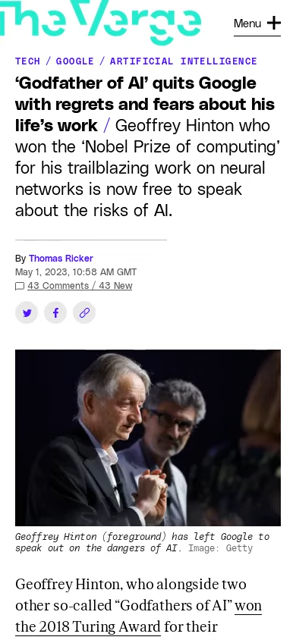 The Verge
Menu
TECH / GOOGLE / ARTIFICIAL INTELLIGENCE
‘Godfather of AI’ quits Google
with regrets and fears about his
life’s work / Geoffrey Hinton who
won the ‘Nobel Prize of computing’
for his trailblazing work on neural
networks is now free to speak
about the risks of AI.
By Thomas Ricker
May 1, 2023, 10:58 AM GMT
43 Comments / 43 New
Geoffrey Hinton (foreground) has left Google to
speak out on the dangers of AI. Image: Getty
Geoffrey Hinton, who alongside two
other so-called “Godfathers of AI” won
the 2018 Turing Award for their